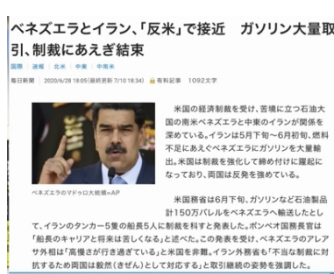 ベネズエラとイラン、「反米」で接近　ガソリン大量取
引、制裁にあえぎ結束
国際　速報　北米　中東　中南米
毎日新聞　2020/6/28 18:05(最終更新 7/10 18:34)　有料記事　1092文字
米国の経済制裁を受け、苦境に立つ石油大
国の南米ベネズエラと中東のイランが関係を
深めている。イランは5月下旬〜6月初旬、燃料
不足にあえぐベネズエラにガソリンを大量輸
出。米国は制裁を強化して締め付けに躍起に
なっており、両国は反発を強めている。
ベネズエラのマドゥロ大統領=AP
米国務省は6月下旬、ガソリンなど石油製品
計150万バレルをベネズエラへ輸送したとし
て、イランのタンカー5隻の船長5人に制裁を科すと発表した。ポンペオ国務長官は
「船長のキャリアと将来は苦しくなる」と述べた。この発表を受け、ベネズエラのアレア
サ外相は「高慢さが行き過ぎている」と米国を非難。イラン外務省も「不当な制裁に対
抗するため両国は毅然(きぜん)として対応する」と取引継続の姿勢を強調した。